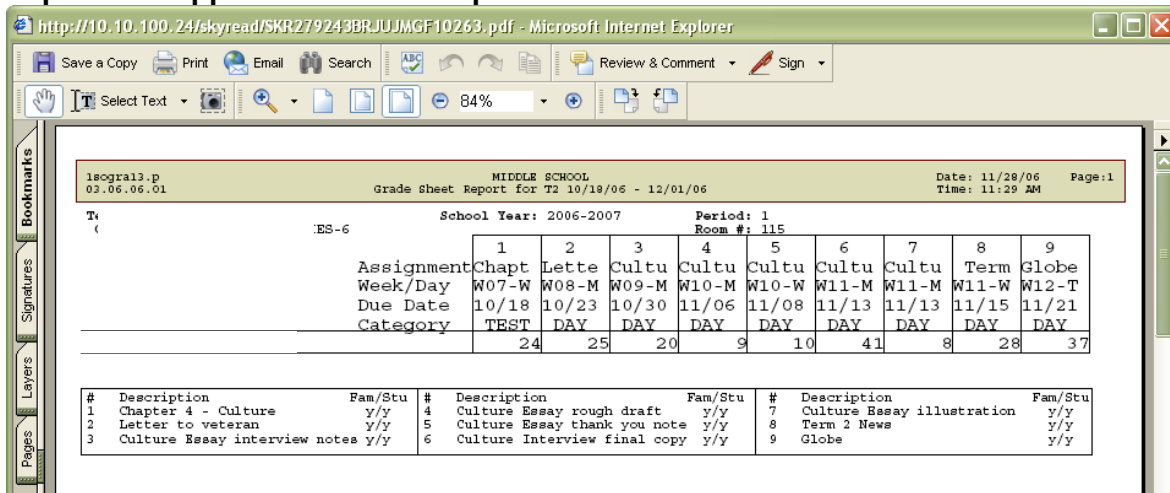 http://10.10.100.24/skyread/SKR279243BRJUJMGF10263.pdf - Microsoft Internet Explorer
Save a Copy Print Email Search Review & Comment Sign
Select Text 84%
Bookmarks
Signatures
Layers
Pages
1sogra13.p MIDDLE SCHOOL Date: 11/28/06 Page:1
03.06.06.01 Grade Sheet Report for T2 10/18/06 - 12/01/06 Time: 11:29 AM
School Year: 2006-2007 Period: 1
ES-6 Room #: 115
1 2 3 4 5 6 7 8 9
Assignment Chapt Lette Cultu Cultu Cultu Cultu Cultu Term Globe
Week/Day W07-W W08-M W09-M W10-M W10-W W11-M W11-M W11-W W12-T
Due Date 10/18 10/23 10/30 11/06 11/08 11/13 11/13 11/15 11/21
Category TEST DAY DAY DAY DAY DAY DAY DAY DAY
24 25 20 9 10 41 8 28 37
# Description Fam/Stu # Description Fam/Stu # Description Fam/Stu
1 Chapter 4 - Culture y/y 4 Culture Essay rough draft y/y 7 Culture Essay illustration y/y
2 Letter to veteran y/y 5 Culture Essay thank you note y/y 8 Term 2 News y/y
3 Culture Essay interview notes y/y 6 Culture Interview final copy y/y 9 Globe y/y